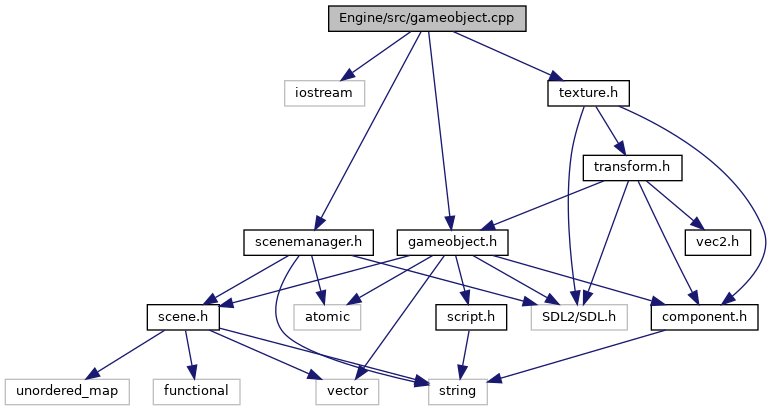 Engine/src/gameobject.cpp
iostream
texture.h
transform.h
scenemanager.h
gameobject.h
vec2.h
scene.h
atomic
script.h
SDL2/SDL.h
component.h
unordered_map
functional
vector
string